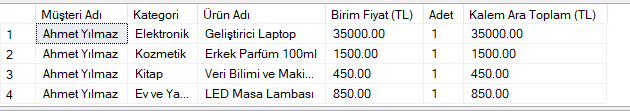 Müşteri Adı Kategori Ürün Adı Birim Fiyat (TL) Adet Kalem Ara Toplam (TL)
1 Ahmet Yılmaz Elektronik Geliştirici Laptop 35000.00 1 35000.00
2 Ahmet Yılmaz Kozmetik Erkek Parfüm 100ml 1500.00 1 1500.00
3 Ahmet Yılmaz Kitap Veri Bilimi ve Maki... 450.00 1 450.00
4 Ahmet Yılmaz Ev ve Ya... LED Masa Lambası 850.00 1 850.00